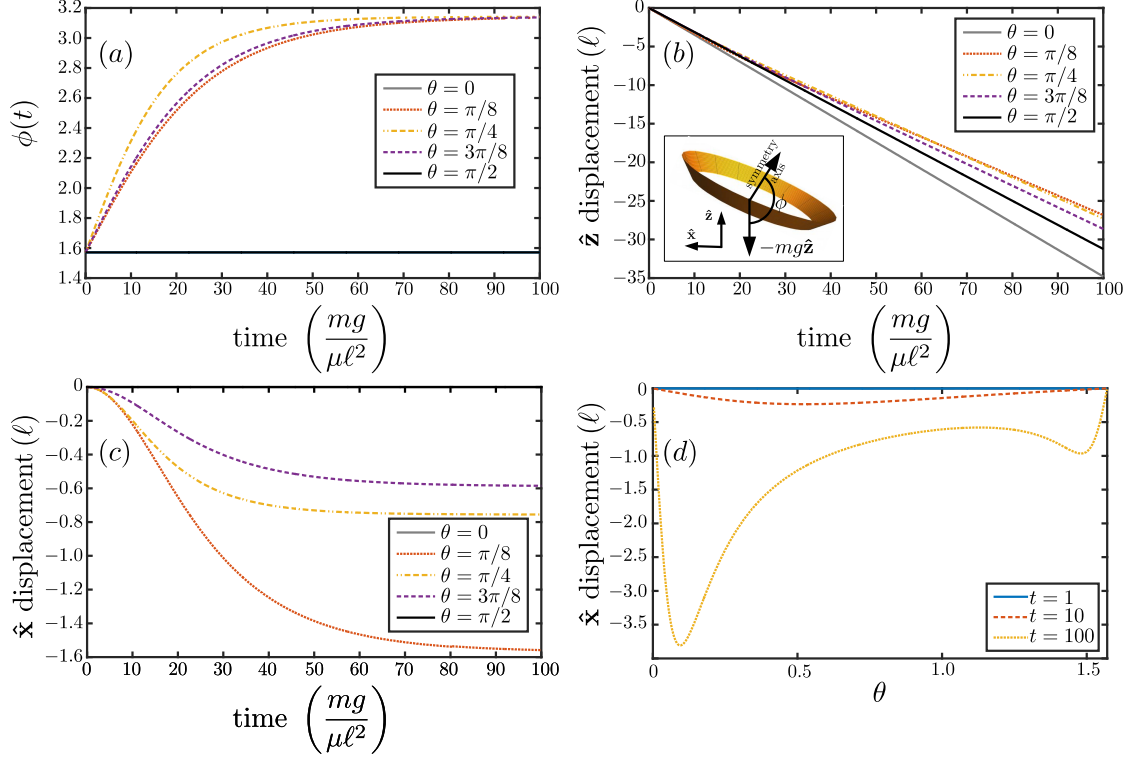 (a)
ϕ(t)
3.2
3.0
2.8
2.6
2.4
2.2
2.0
1.8
1.6
1.4
θ = 0
θ = π/8
θ = π/4
θ = 3π/8
θ = π/2
0 10 20 30 40 50 60 70 80 90 100
time (mg/μℓ²)
(b)
ẑ displacement (ℓ)
0
−5
−10
−15
−20
−25
−30
−35
θ = 0
θ = π/8
θ = π/4
θ = 3π/8
θ = π/2
symmetry
axis
ϕ
ẑ
x̂
−mgẑ
0 10 20 30 40 50 60 70 80 90 100
time (mg/μℓ²)
(c)
x̂ displacement (ℓ)
0
−0.2
−0.4
−0.6
−0.8
−1.0
−1.2
−1.4
−1.6
θ = 0
θ = π/8
θ = π/4
θ = 3π/8
θ = π/2
0 10 20 30 40 50 60 70 80 90 100
time (mg/μℓ²)
(d)
x̂ displacement (ℓ)
0
−0.5
−1.0
−1.5
−2.0
−2.5
−3.0
−3.5
t = 1
t = 10
t = 100
0 0.5 1.0 1.5
θ